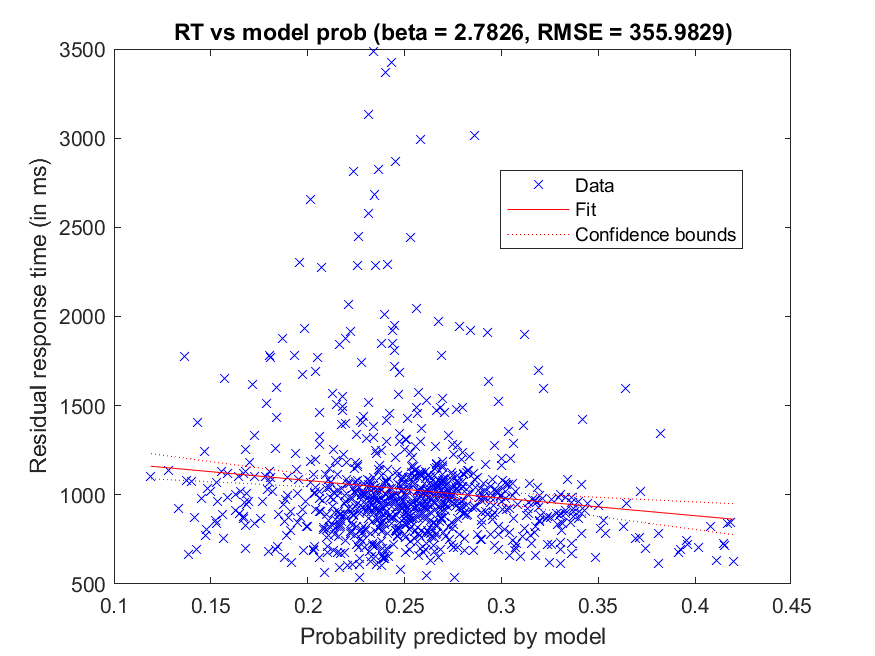 RT vs model prob (beta = 2.7826, RMSE = 355.9829)
3500
3000
2500
2000
1500
1000
500
Residual response time (in ms)
Data
Fit
Confidence bounds
0.1 0.15 0.2 0.25 0.3 0.35 0.4 0.45
Probability predicted by model